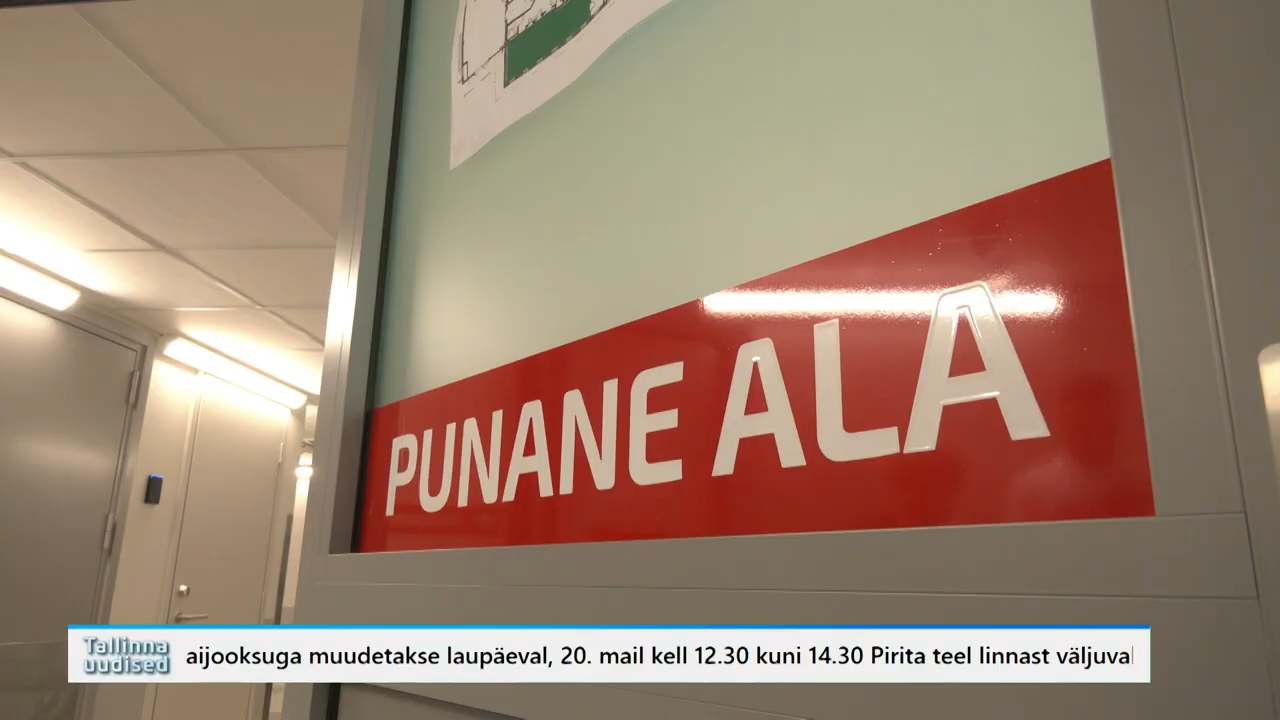 PUNANE ALA
Tallinna
uudised
aijooksuga muudetakse laupäeval, 20. mail kell 12.30 kuni 14.30 Pirita teel linnast väljuval